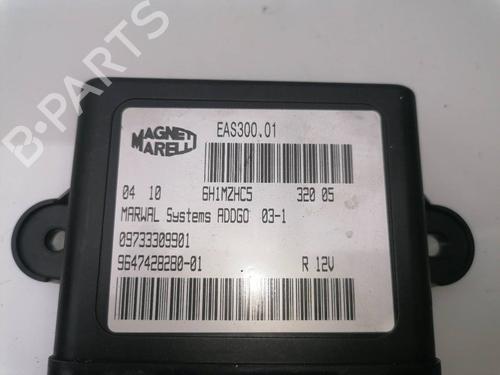 B-PARTS
MAGNETI
MARELLI
EAS300.01
04 10 6H1MZHC5 320 05
MARWAL Systems ADDGO 03-1
09733309901
9647428280-01 R 12V